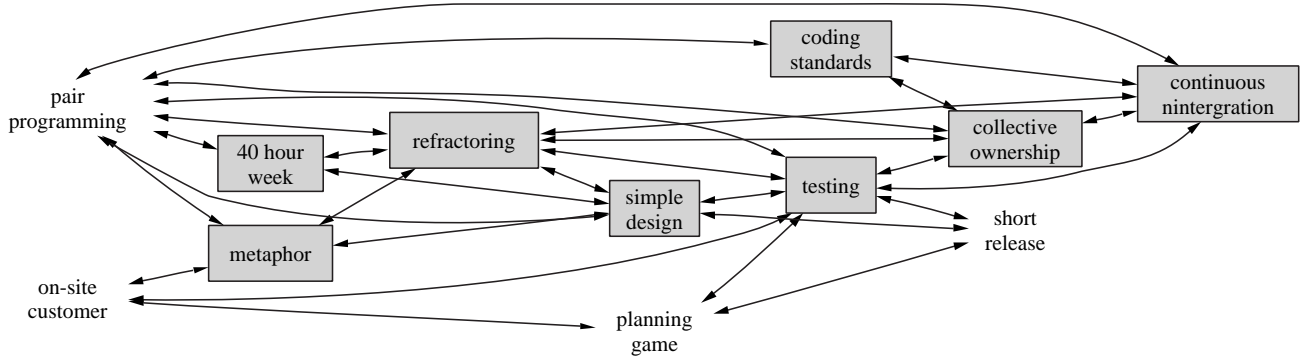 coding
standards
continuous
nintergration
pair
programming
collective
ownership
refractoring
40 hour
week
testing
simple
design
short
release
metaphor
on-site
customer
planning
game